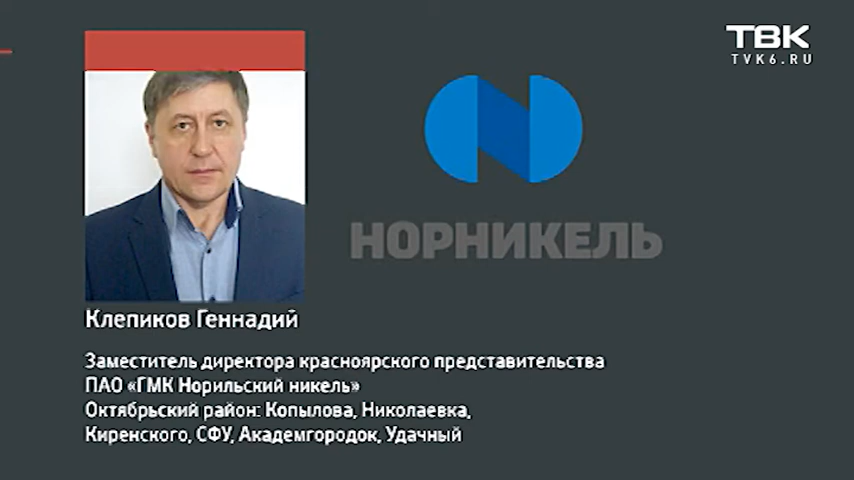 ТВК
TVK6.RU
НОРНИКЕЛЬ
Клепиков Геннадий
Заместитель директора красноярского представительства
ПАО «ГМК Норильский никель»
Октябрьский район: Копылова, Николаевка,
Киренского, СФУ, Академгородок, Удачный